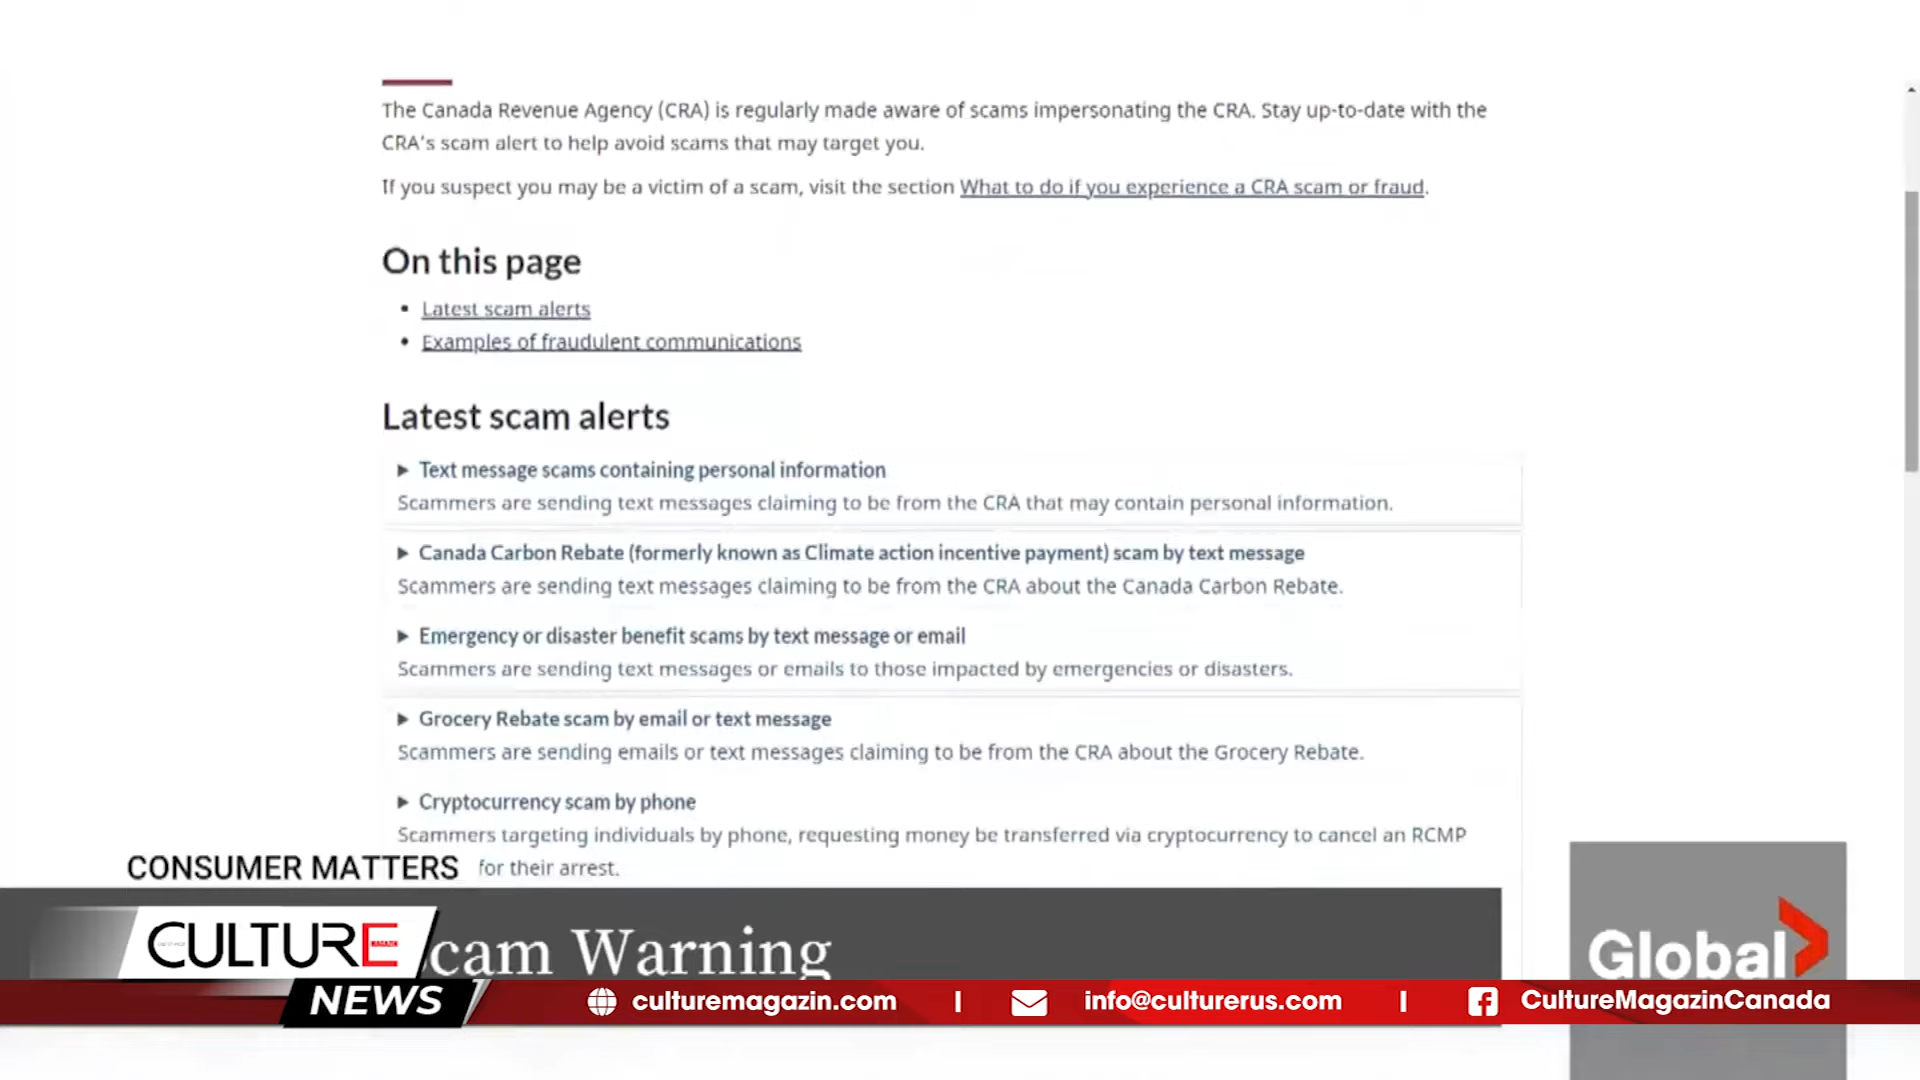 The Canada Revenue Agency (CRA) is regularly made aware of scams impersonating the CRA. Stay up-to-date with the
CRA's scam alert to help avoid scams that may target you.
If you suspect you may be a victim of a scam, visit the section What to do if you experience a CRA scam or fraud.
On this page
• Latest scam alerts
• Examples of fraudulent communications
Latest scam alerts
▶ Text message scams containing personal information
Scammers are sending text messages claiming to be from the CRA that may contain personal information.
▶ Canada Carbon Rebate (formerly known as Climate action incentive payment) scam by text message
Scammers are sending text messages claiming to be from the CRA about the Canada Carbon Rebate.
▶ Emergency or disaster benefit scams by text message or email
Scammers are sending text messages or emails to those impacted by emergencies or disasters.
▶ Grocery Rebate scam by email or text message
Scammers are sending emails or text messages claiming to be from the CRA about the Grocery Rebate.
▶ Cryptocurrency scam by phone
Scammers targeting individuals by phone, requesting money be transferred via cryptocurrency to cancel an RCMP
for their arrest.
CONSUMER MATTERS
cam Warning
CULTURE
NEWS
Global
culturemagazin.com | info@culturerus.com | CultureMagazinCanada